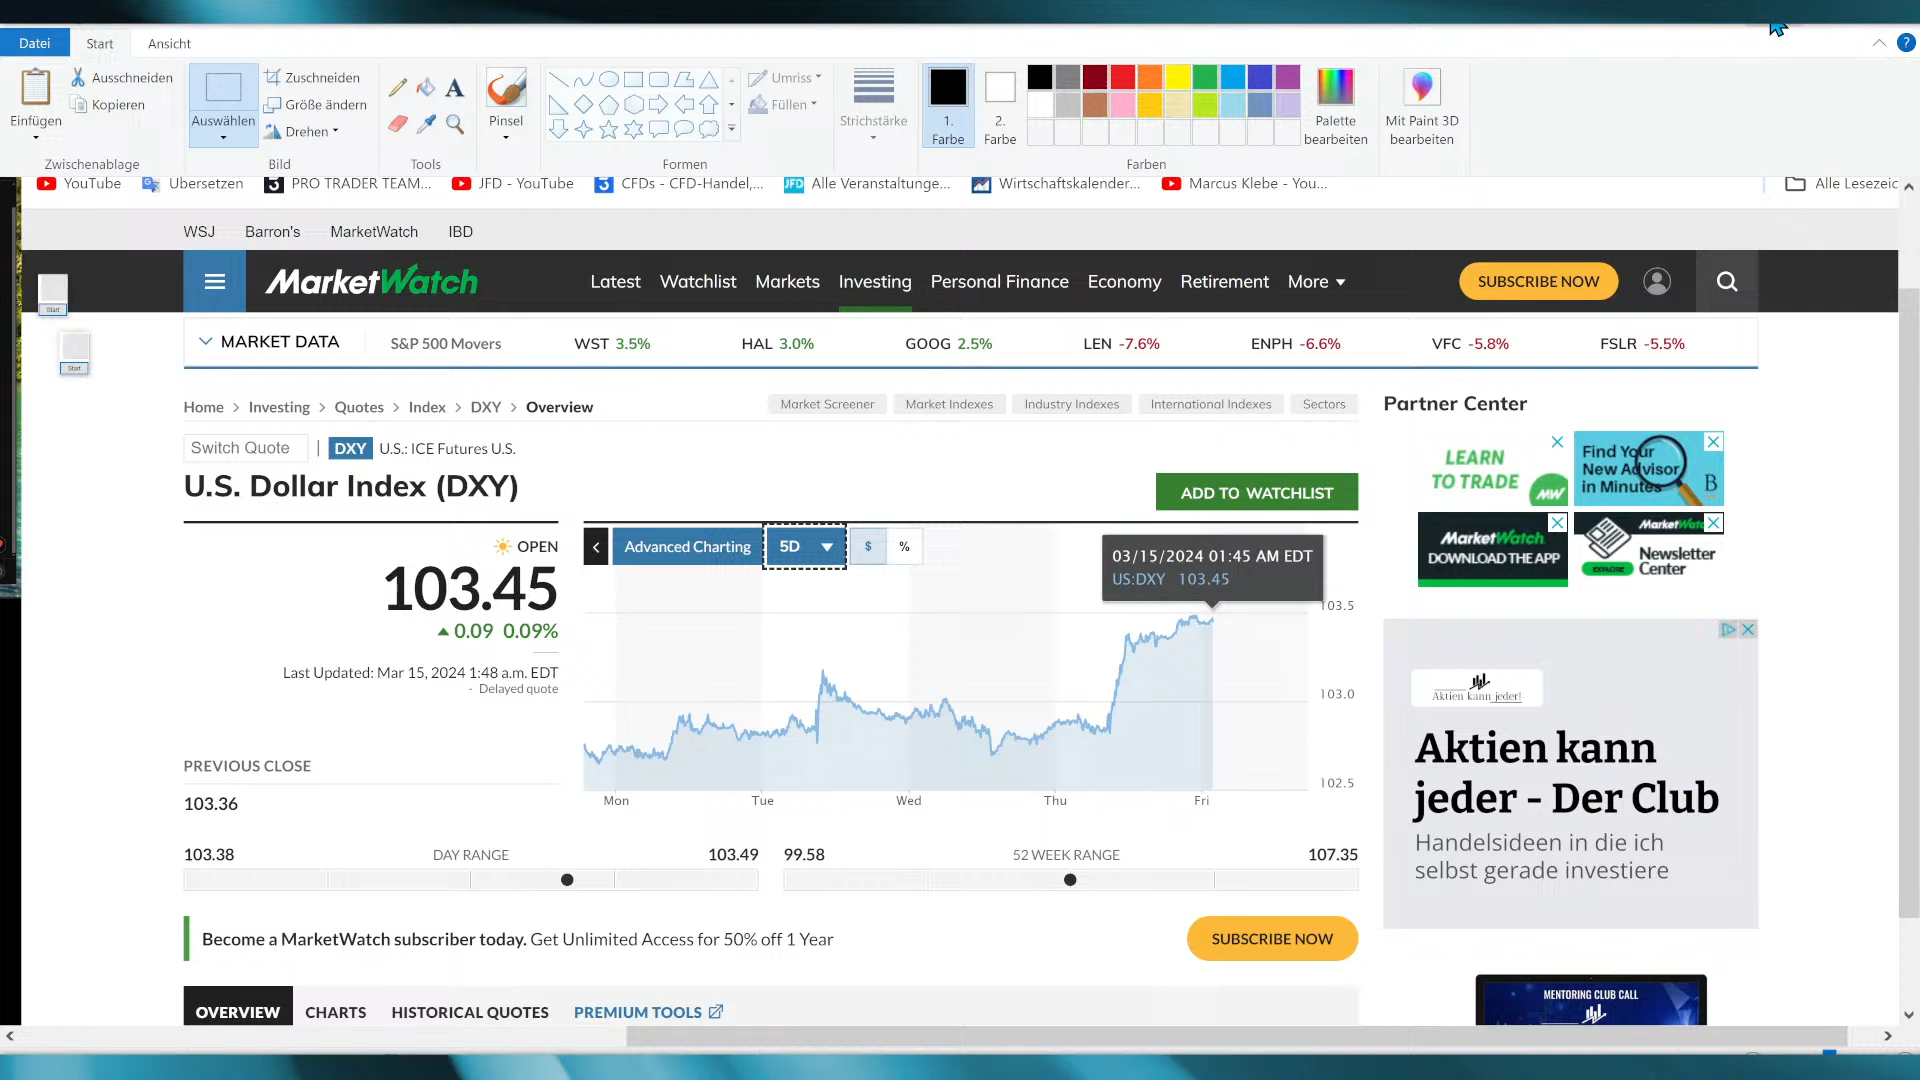 Datei Start Ansicht
Einfügen
Ausschneiden
Kopieren
Zwischenablage
Auswählen
Zuschneiden
Größe ändern
Drehen
Bild
A
Tools
Pinsel
Umriss
Füllen
Formen
Strichstärke
1. Farbe
2. Farbe
Palette bearbeiten
Mit Paint 3D bearbeiten
Farben
YouTube Übersetzen PRO TRADER TEAM... JFD - YouTube CFDs - CFD-Handel,... JFD Alle Veranstaltunge... Wirtschaftskalender... Marcus Klebe - You... Alle Lesezeic
WSJ Barron's MarketWatch IBD
Start
Start
MarketWatch Latest Watchlist Markets Investing Personal Finance Economy Retirement More SUBSCRIBE NOW
MARKET DATA S&P 500 Movers WST 3.5% HAL 3.0% GOOG 2.5% LEN -7.6% ENPH -6.6% VFC -5.8% FSLR -5.5%
Home > Investing > Quotes > Index > DXY > Overview
Market Screener Market Indexes Industry Indexes International Indexes Sectors
Switch Quote | DXY U.S.: ICE Futures U.S.
U.S. Dollar Index (DXY)
ADD TO WATCHLIST
OPEN
103.45
0.09 0.09%
Last Updated: Mar 15, 2024 1:48 a.m. EDT
- Delayed quote
PREVIOUS CLOSE
103.36
Advanced Charting 5D $ %
03/15/2024 01:45 AM EDT
US:DXY 103.45
103.5
103.0
102.5
Mon Tue Wed Thu Fri
103.38 DAY RANGE 103.49
99.58 52 WEEK RANGE 107.35
Become a MarketWatch subscriber today. Get Unlimited Access for 50% off 1 Year
SUBSCRIBE NOW
OVERVIEW CHARTS HISTORICAL QUOTES PREMIUM TOOLS
Partner Center
LEARN
TO TRADE
MW
Find Your
New Advisor
in Minutes
B
MarketWatch
DOWNLOAD THE APP
MarketWatch
Newsletter
Center
EXPLORE
Aktien kann jeder!
Aktien kann
jeder - Der Club
Handelsideen in die ich
selbst gerade investiere
MENTORING CLUB CALL